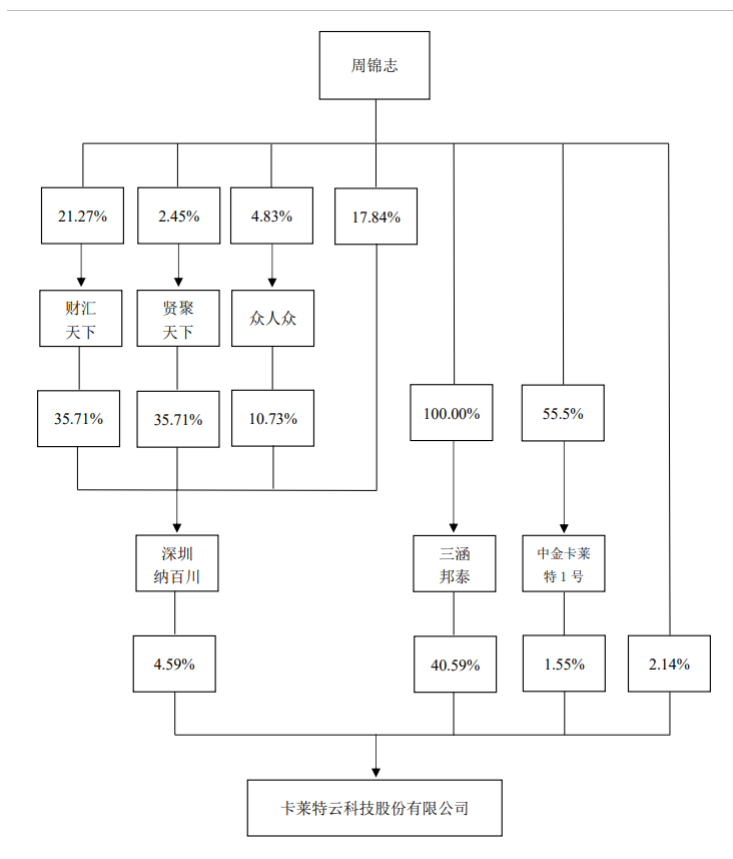 周锦志
21.27%
2.45%
4.83%
17.84%
财汇
天下
贤聚
天下
众人众
35.71%
35.71%
10.73%
100.00%
55.5%
深圳
纳百川
三涵
邦泰
中金卡莱
特 1 号
4.59%
40.59%
1.55%
2.14%
卡莱特云科技股份有限公司